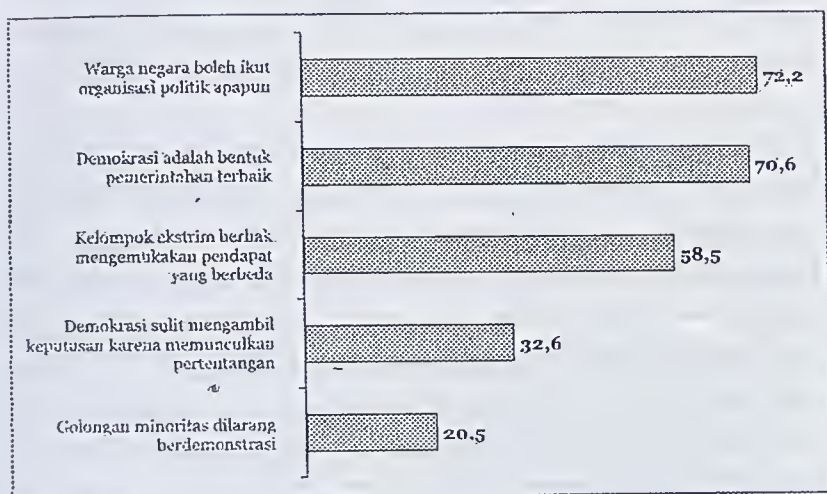 Warga negara boleh ikut
organisasi politik apapun
72,2
Demokrasi adalah bentuk
pemerintahan terbaik
70,6
Kelompok ekstrim berhak
mengemukakan pendapat
yang berbeda
58,5
Demokrasi sulit mengambil
keputusan karena memunculkan
pertentangan
32,6
Golongan minoritas dilarang
berdemonstrasi
20,5